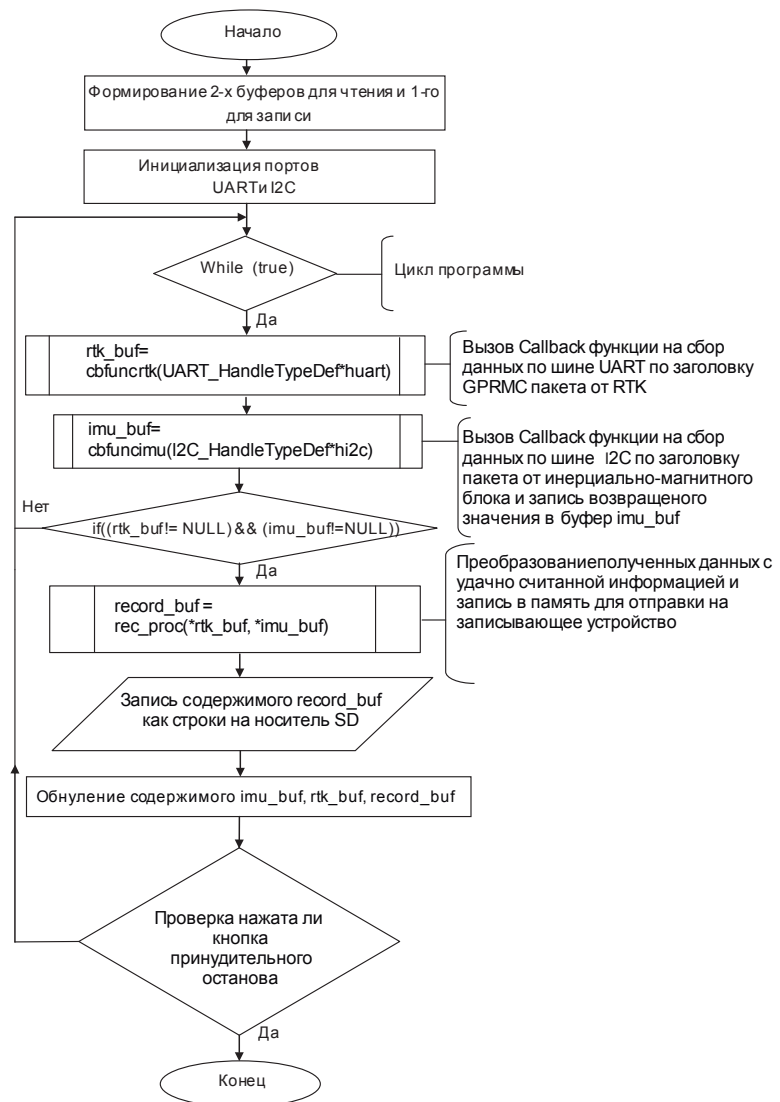 Начало
Формирование 2-х буферов для чтения и 1-го
для записи
Инициализация портов
UARTи I2C
While (true)
Цикл программы
Да
rtk_buf=
cbfuncrtk(UART_HandleTypeDef*huart)
Вызов Callback функции на сбор
данных по шине UART по заголовку
GPRMC пакета от RTK
imu_buf=
cbfuncimu(I2C_HandleTypeDef*hi2c)
Вызов Callback функции на сбор
данных по шине I2C по заголовку
пакета от инерциально-магнитного
блока и запись возвращеного
значения в буфер imu_buf
Нет
if((rtk_buf!= NULL) && (imu_buf!=NULL))
Да
record_buf =
rec_proc(*rtk_buf, *imu_buf)
Преобразованиеполученных данных с
удачно считанной информацией и
запись в память для отправки на
записывающее устройство
Запись содержимого record_buf
как строки на носитель SD
Обнуление содержимого imu_buf, rtk_buf, record_buf
Проверка нажата ли
кнопка
принудительного
останова
Да
Конец